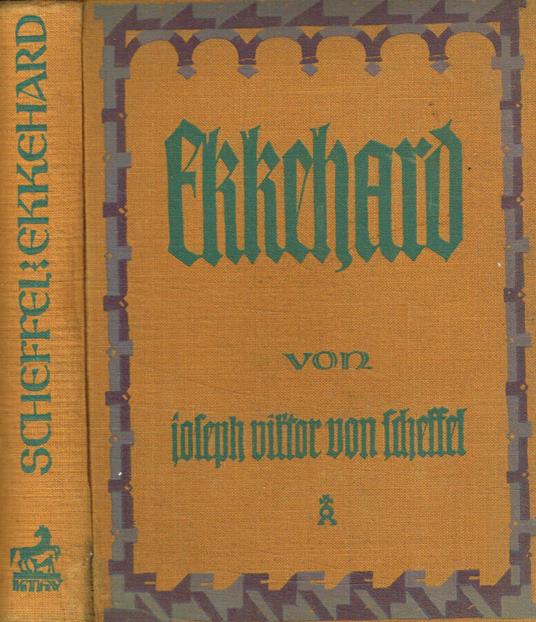 SCHEFFEL: EKKEHARD
Ekkehard
von
joseph viktor von scheffel